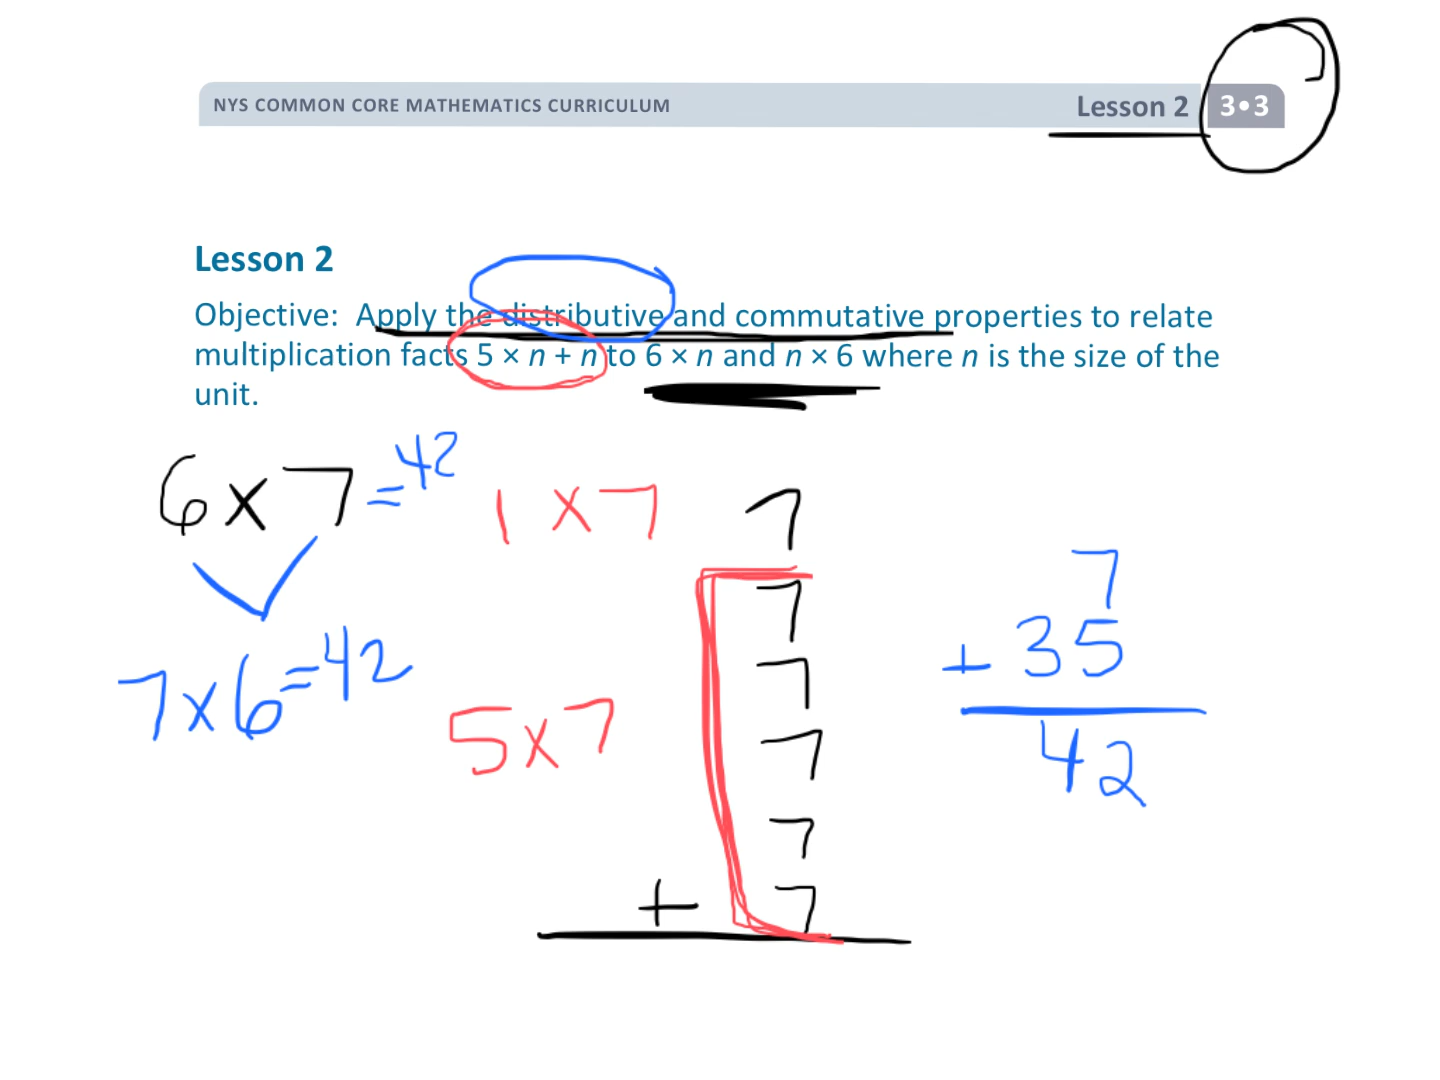 NYS COMMON CORE MATHEMATICS CURRICULUM Lesson 2 3•3
Lesson 2
Objective: Apply the distributive and commutative properties to relate
multiplication facts 5 × n + n to 6 × n and n × 6 where n is the size of the
unit.
6 x 7 = 42
7 x 6 = 42
1 x 7
5 x 7
7
7
7
7
7
+ 7
7
+ 35
42